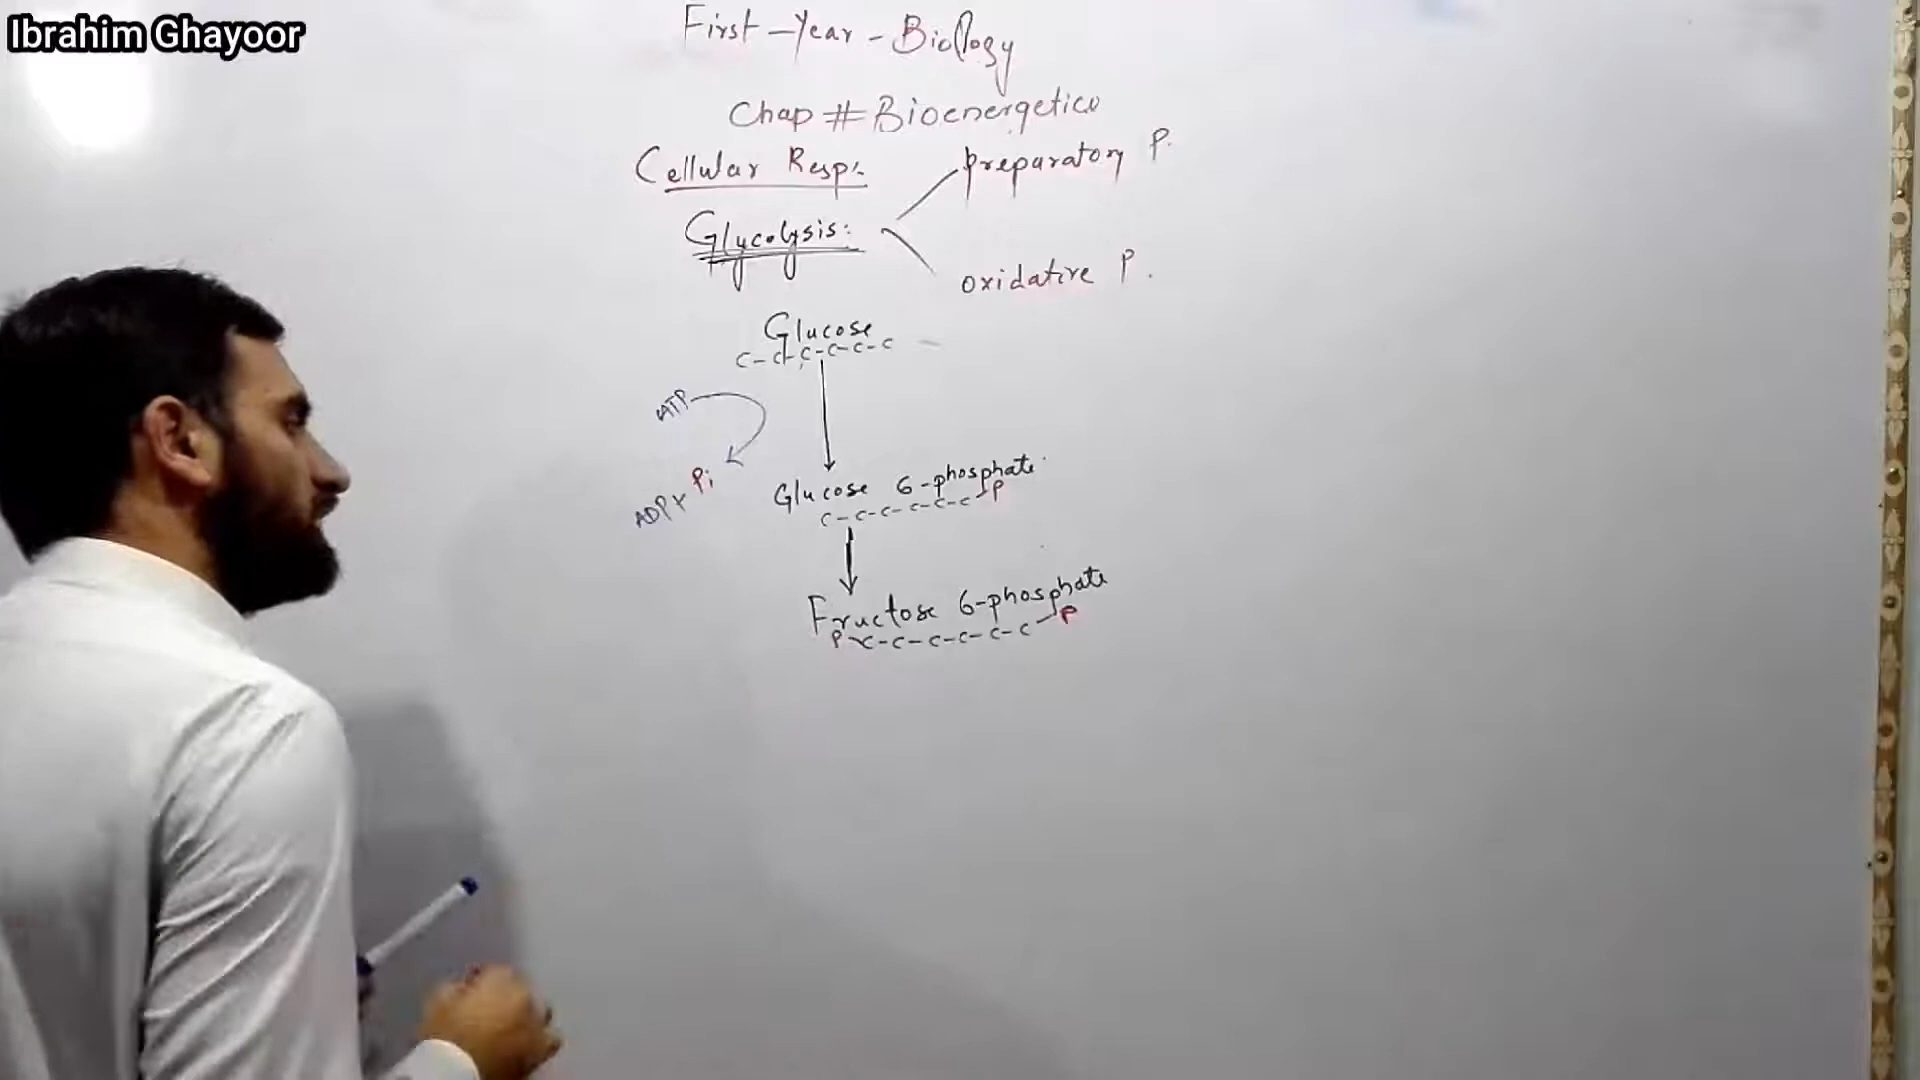 Ibrahim Ghayoor
First-Year-Biology
Chap # Bioenergetics
Cellular Resp:
preparatory P.
Glycolysis:
oxidative P.
Glucose
C-C-C-C-C-C
ATP
ADP+ Pi
Glucose 6-phosphate
C-C-C-C-C-C-P
Fructose 6-phosphate
P-C-C-C-C-C-C-P